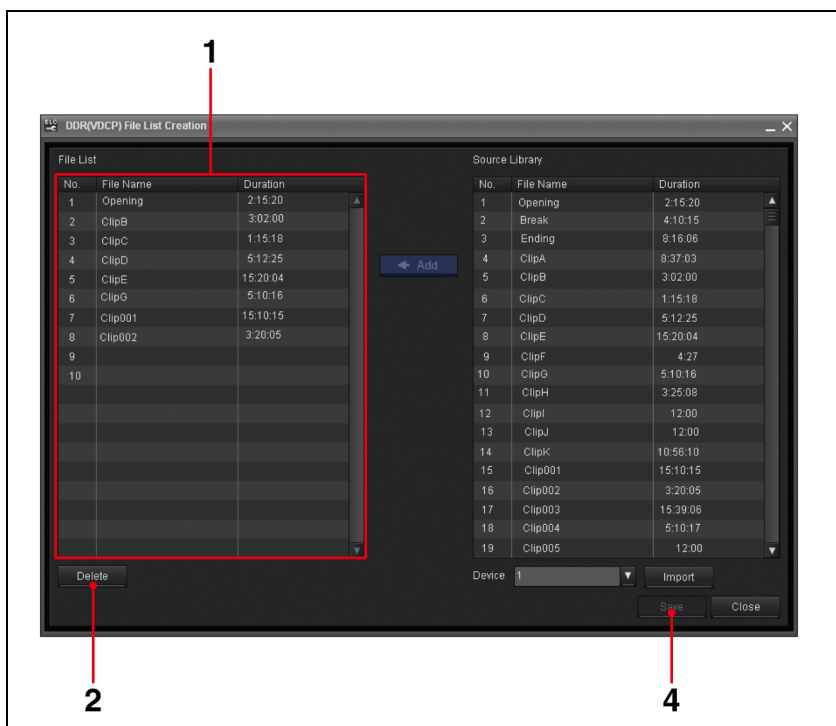 1
ELC
DDR(VDCP) File List Creation
File List
No. File Name Duration
1 Opening 2:15:20
2 ClipB 3:02:00
3 ClipC 1:15:18
4 ClipD 5:12:25
5 ClipE 15:20:04
6 ClipG 5:10:16
7 Clip001 15:10:15
8 Clip002 3:20:05
9
10
Delete
Add
Source Library
No. File Name Duration
1 Opening 2:15:20
2 Break 4:10:15
3 Ending 8:16:06
4 ClipA 8:37:03
5 ClipB 3:02:00
6 ClipC 1:15:18
7 ClipD 5:12:25
8 ClipE 15:20:04
9 ClipF 4:27
10 ClipG 5:10:16
11 ClipH 3:25:08
12 ClipI 12:00
13 ClipJ 12:00
14 ClipK 10:56:10
15 Clip001 15:10:15
16 Clip002 3:20:05
17 Clip003 15:39:06
18 Clip004 5:10:17
19 Clip005 12:00
Device 1 Import
Save Close
2
4